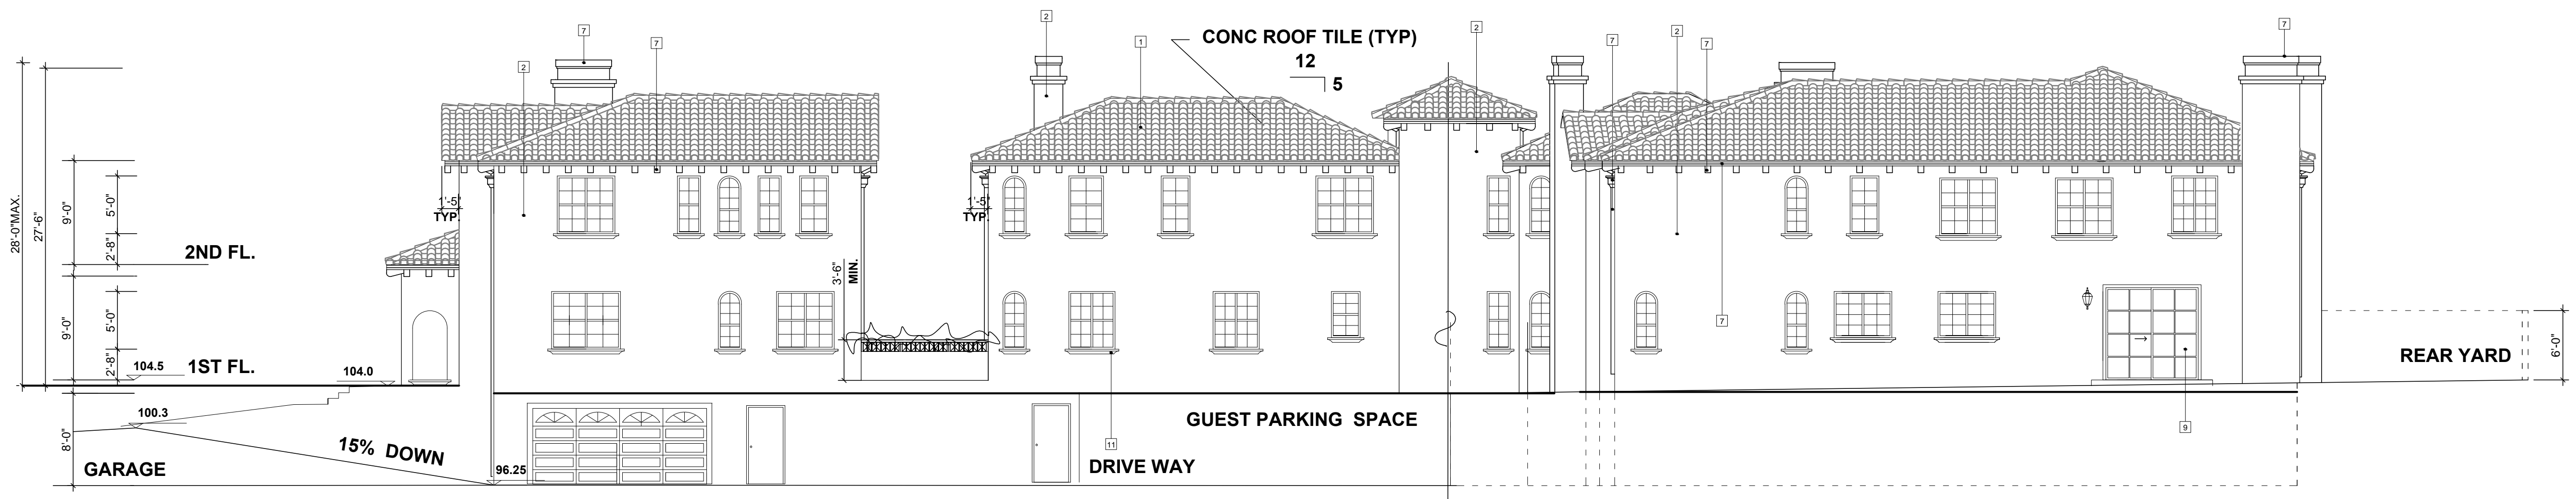 7
2
7
2
1
CONC ROOF TILE (TYP)
12
5
2
7
2
7
7
28'-0"MAX.
27'-6"
9'-0"
5'-0"
2'-8"
2ND FL.
1'-5"
TYP.
1'-5"
TYP.
3'-6"
MIN.
9'-0"
5'-0"
2'-8"
104.5
1ST FL.
104.0
7
REAR YARD
6'-0"
8'-0"
100.3
15% DOWN
GARAGE
96.25
11
GUEST PARKING SPACE
DRIVE WAY
9